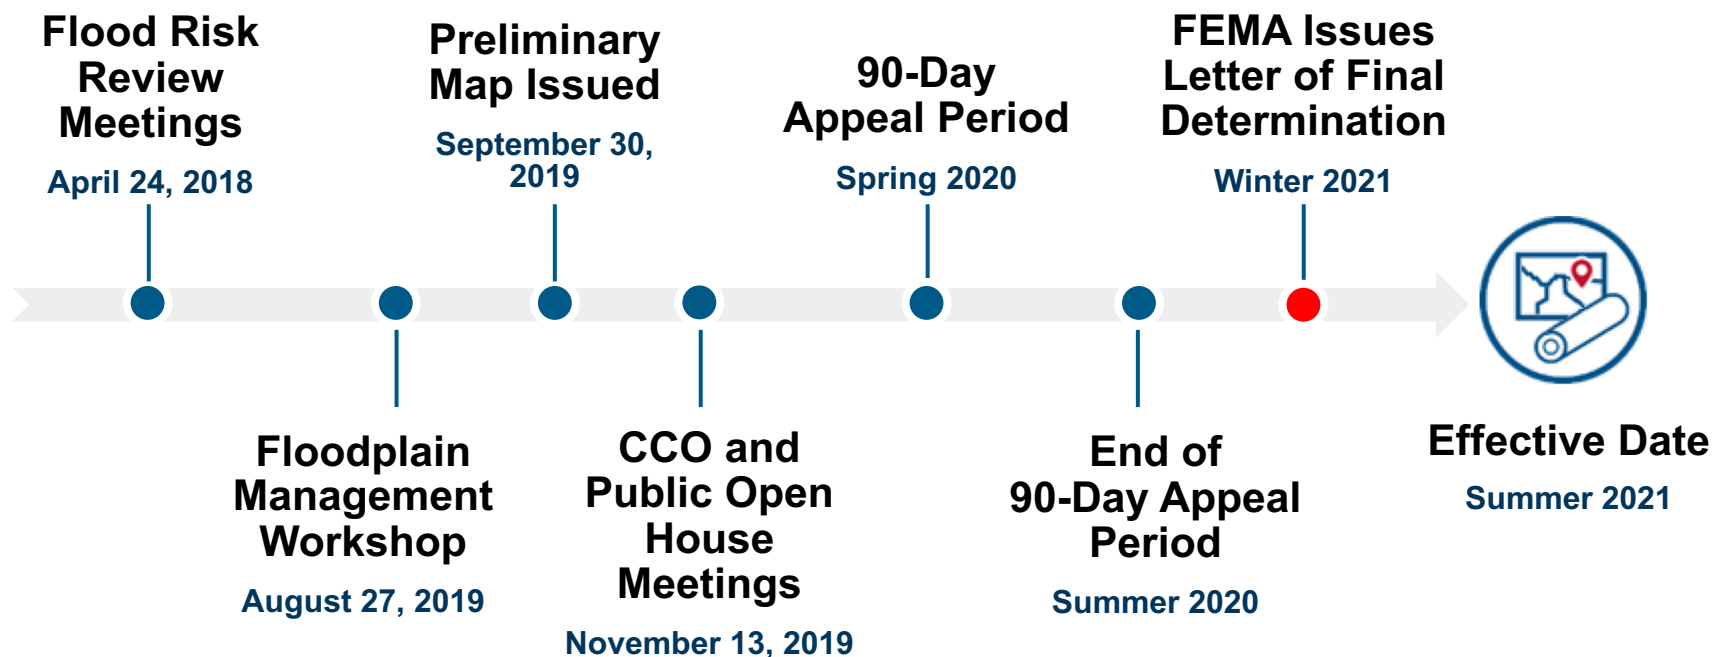 Flood Risk
Review
Meetings
April 24, 2018
Floodplain
Management
Workshop
August 27, 2019
Preliminary
Map Issued
September 30,
2019
CCO and
Public Open
House
Meetings
November 13, 2019
90-Day
Appeal Period
Spring 2020
End of
90-Day Appeal
Period
Summer 2020
FEMA Issues
Letter of Final
Determination
Winter 2021
Effective Date
Summer 2021